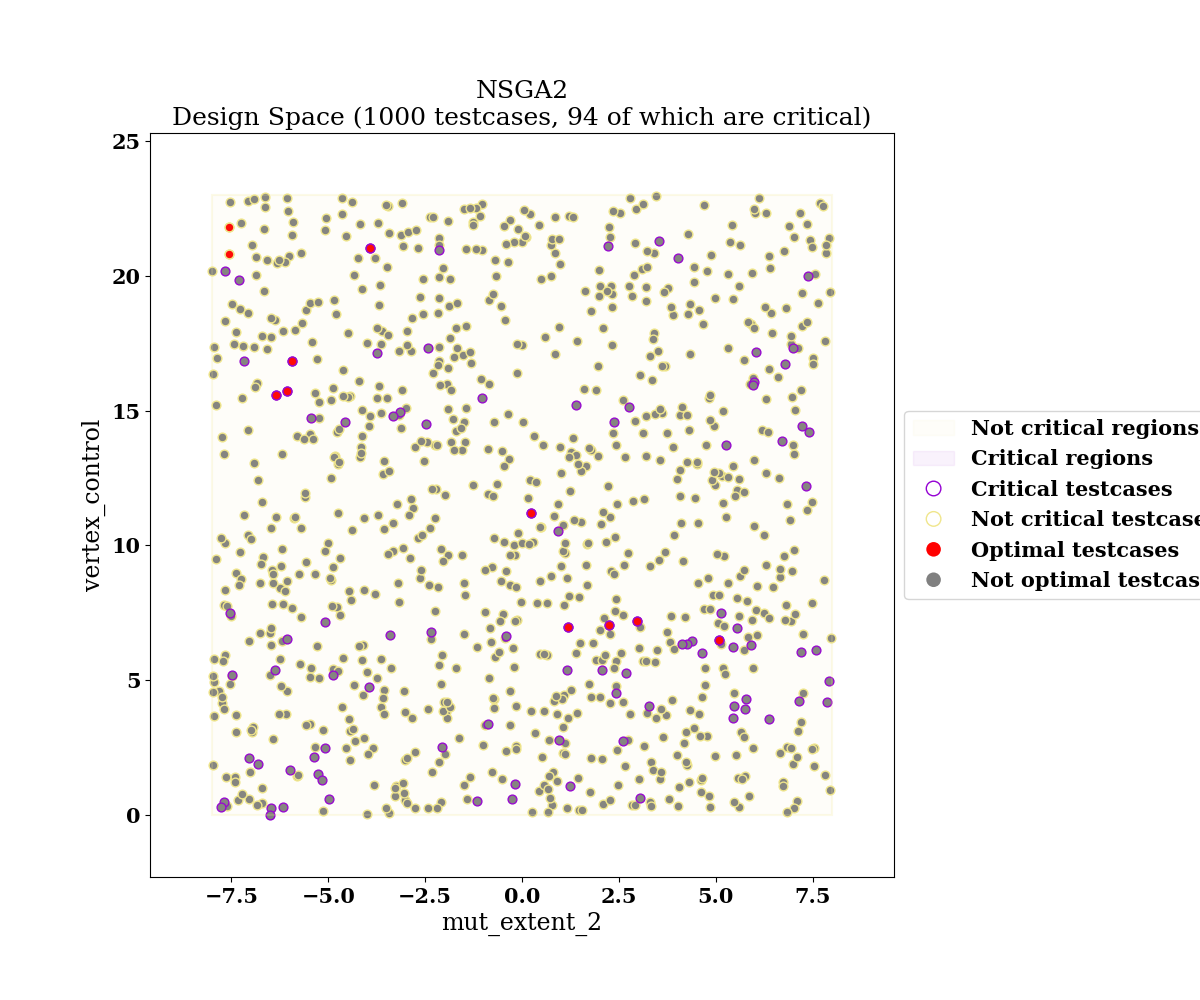 NSGA2
Design Space (1000 testcases, 94 of which are critical)
25
20
15
10
5
0
vertex_control
−7.5 −5.0 −2.5 0.0 2.5 5.0 7.5
mut_extent_2
Not critical regions
Critical regions
Critical testcases
Not critical testcase
Optimal testcases
Not optimal testcas